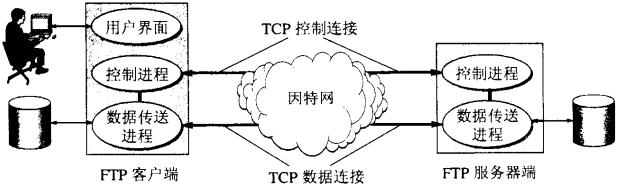 TCP 控制连接
用户界面
控制进程
数据传送
进程
因特网
控制进程
数据传送
进程
FTP 客户端
TCP 数据连接
FTP 服务器端